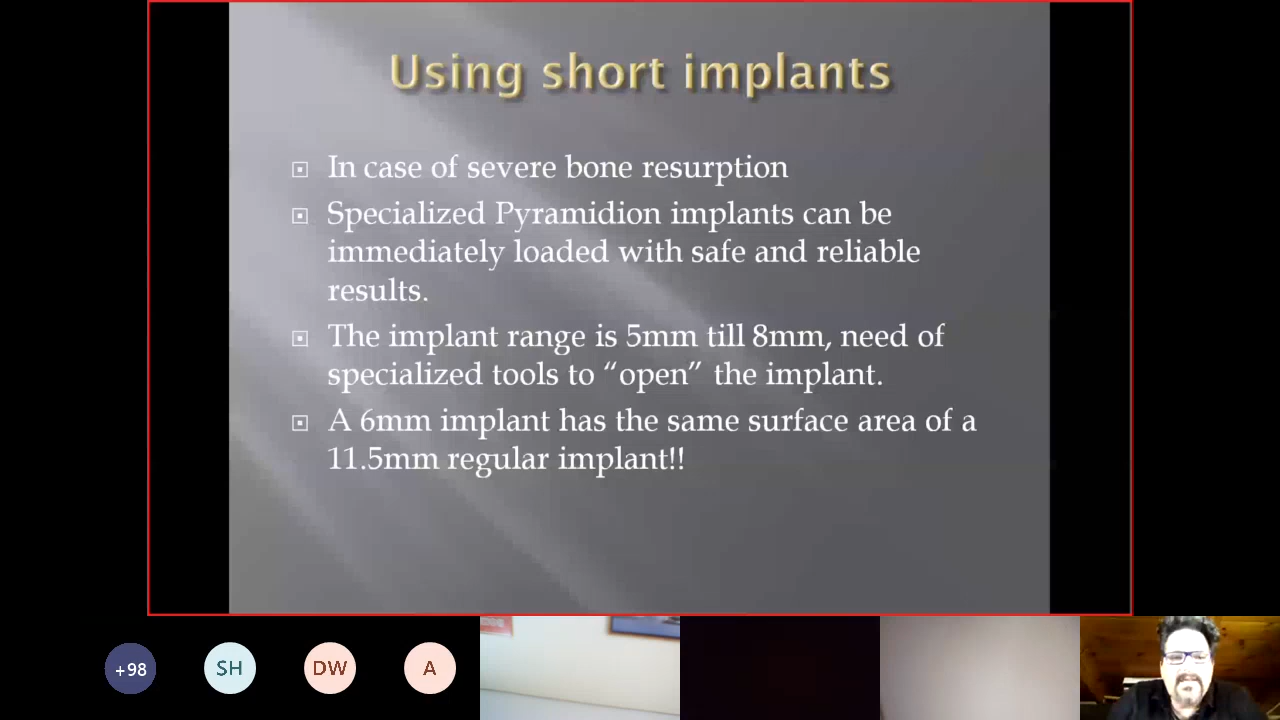 Using short implants
In case of severe bone resurption
Specialized Pyramidion implants can be
immediately loaded with safe and reliable
results.
The implant range is 5mm till 8mm, need of
specialized tools to “open” the implant.
A 6mm implant has the same surface area of a
11.5mm regular implant!!
+98
SH
DW
A